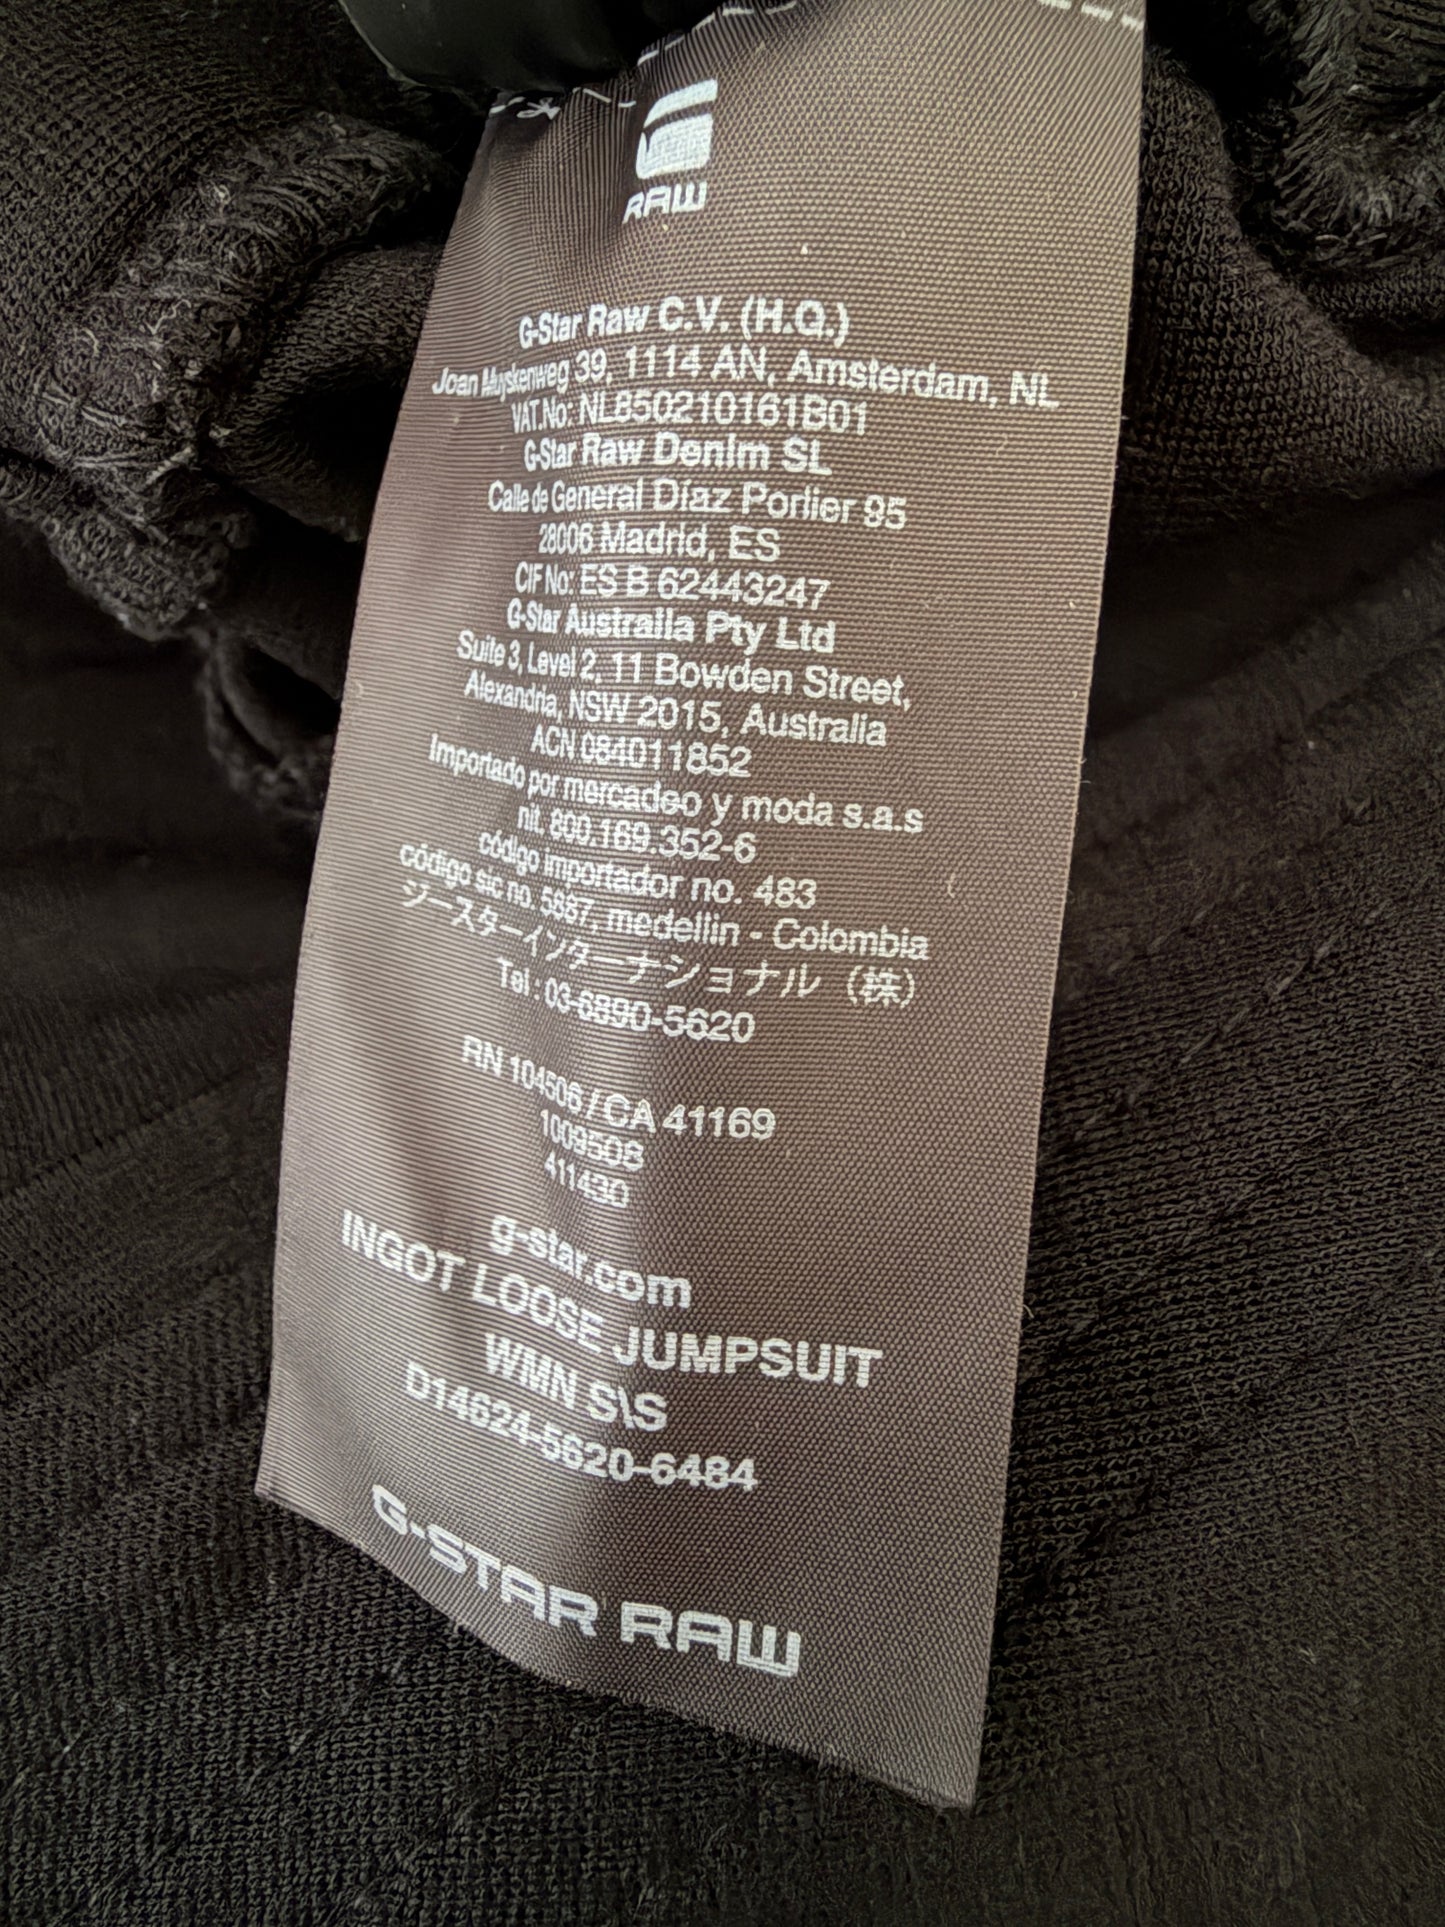 RAW
G-Star Raw C.V. (H.Q.)
Joan Muyskenweg 39, 1114 AN, Amsterdam, NL
VAT.No: NL850210161B01
G-Star Raw Denim SL
Calle de General Díaz Porlier 95
28006 Madrid, ES
CIF No: ES B 62443247
G-Star Australia Pty Ltd
Suite 3, Level 2, 11 Bowden Street,
Alexandria, NSW 2015, Australia
ACN 084011852
Importado por mercadeo y moda s.a.s
nit. 800.169.352-6
código importador no. 483
código sic no. 5687, medellin - Colombia
ジースターインターナショナル（株）
Tel : 03-6890-5620
RN 104506 / CA 41169
1009508
411430
g-star.com
INGOT LOOSE JUMPSUIT
WMN S\S
D14624-5620-6484
G-STAR RAW